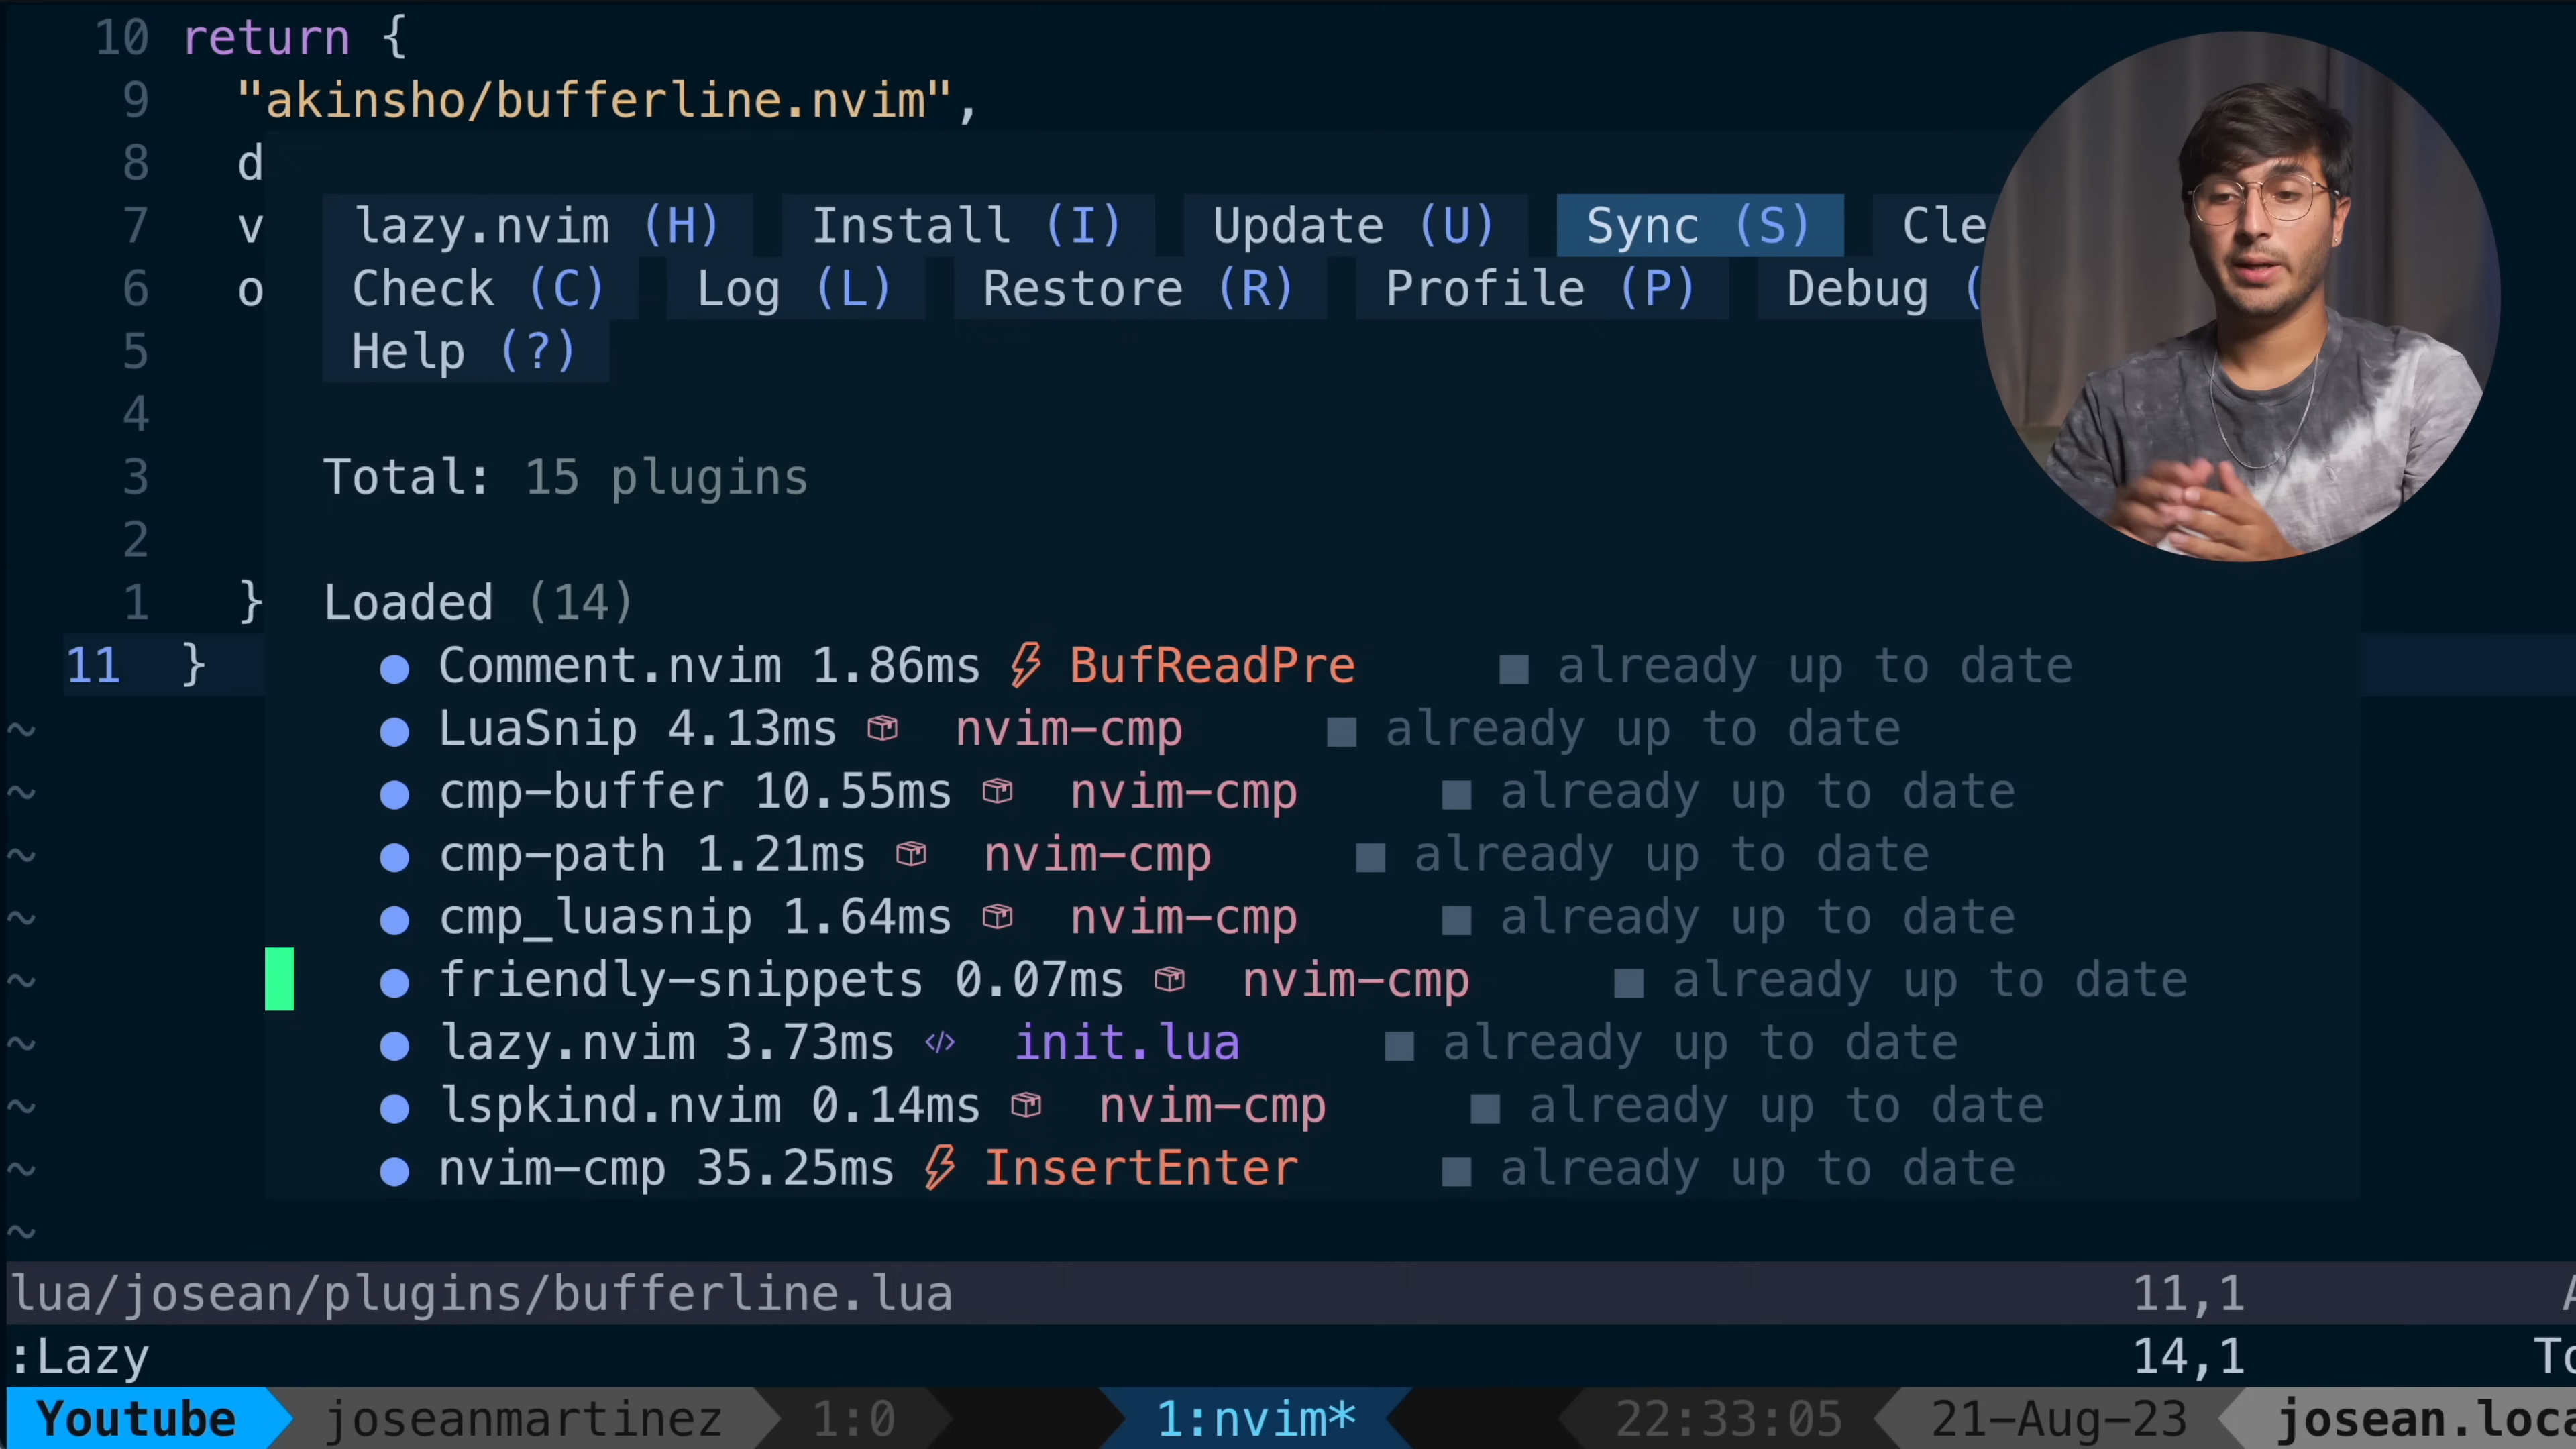 10 return {
9 "akinsho/bufferline.nvim",
8 d
7 v lazy.nvim (H) Install (I) Update (U) Sync (S) Cle
6 o Check (C) Log (L) Restore (R) Profile (P) Debug (
5 Help (?)
4
3 Total: 15 plugins
2
1 } Loaded (14)
11 } ● Comment.nvim 1.86ms BufReadPre ■ already up to date
~ ● LuaSnip 4.13ms nvim-cmp ■ already up to date
~ ● cmp-buffer 10.55ms nvim-cmp ■ already up to date
~ ● cmp-path 1.21ms nvim-cmp ■ already up to date
~ ● cmp_luasnip 1.64ms nvim-cmp ■ already up to date
~ ● friendly-snippets 0.07ms nvim-cmp ■ already up to date
~ ● lazy.nvim 3.73ms </> init.lua ■ already up to date
~ ● lspkind.nvim 0.14ms nvim-cmp ■ already up to date
~ ● nvim-cmp 35.25ms InsertEnter ■ already up to date
~
lua/josean/plugins/bufferline.lua 11,1 A
:Lazy 14,1 To
Youtube joseanmartinez 1:0 1:nvim* 22:33:05 21-Aug-23 josean.loca